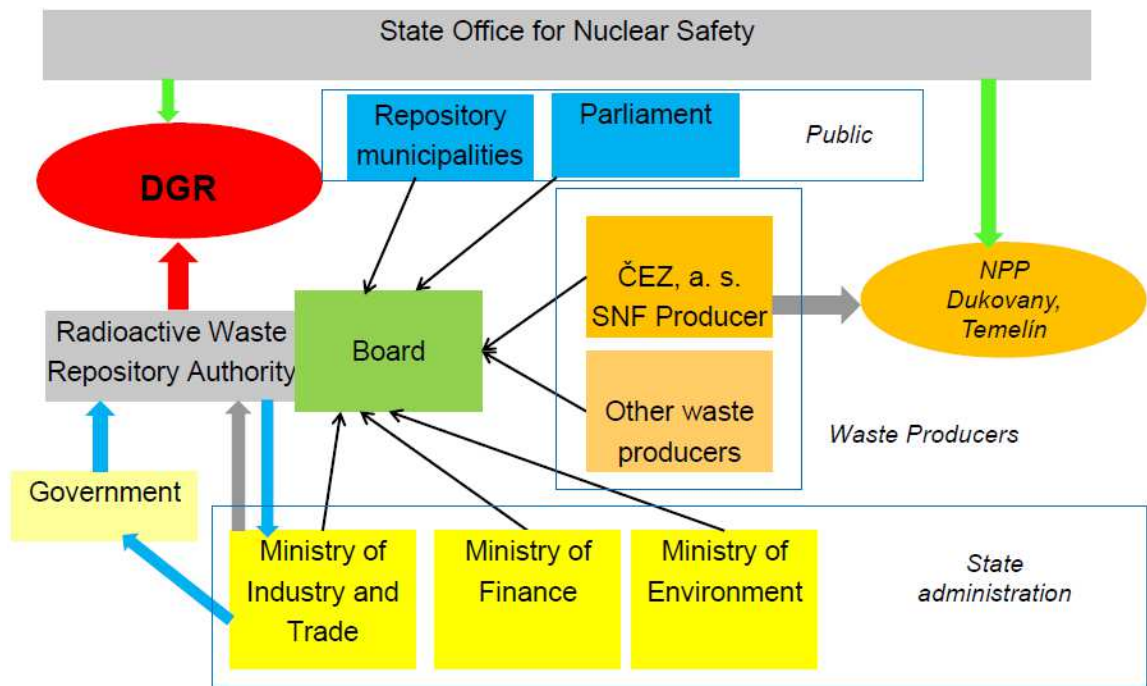 State Office for Nuclear Safety
Repository
municipalities
Parliament
Public
DGR
ČEZ, a. s.
SNF Producer
NPP
Dukovany,
Temelín
Radioactive Waste
Repository Authority
Board
Other waste
producers
Waste Producers
Government
Ministry of
Industry and
Trade
Ministry of
Finance
Ministry of
Environment
State
administration